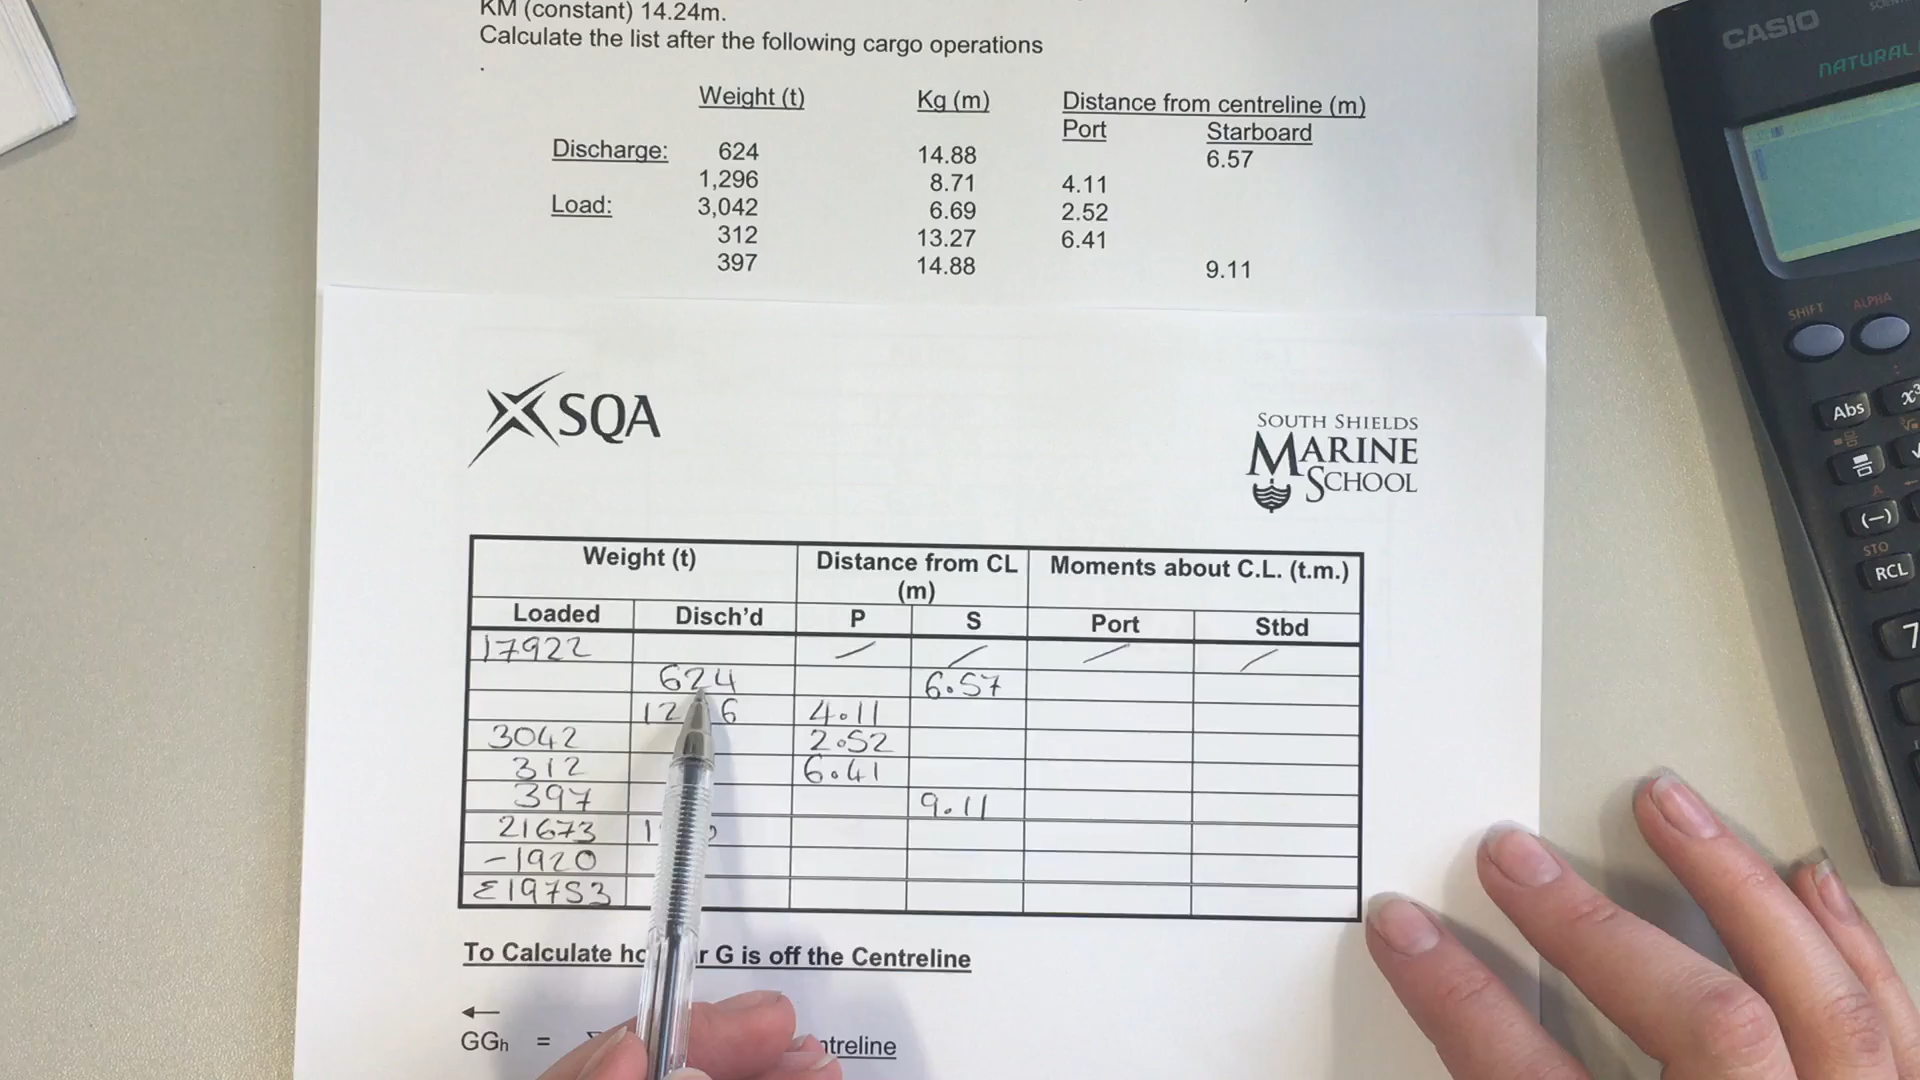 KM (constant) 14.24m.
Calculate the list after the following cargo operations
.
Weight (t) Kg (m) Distance from centreline (m)
Port Starboard
Discharge: 624 14.88 6.57
1,296 8.71 4.11
Load: 3,042 6.69 2.52
312 13.27 6.41
397 14.88 9.11
SQA
SOUTH SHIELDS
MARINE
SCHOOL
Weight (t) Distance from CL (m) Moments about C.L. (t.m.)
Loaded Disch'd P S Port Stbd
17922 / / / /
624 6.57
4.11
3042 2.52
312 6.41
397 9.11
21673
-1920
Σ19753
To Calculate G is off the Centreline
←
GGh =
CASIO
NATURAL
SHIFT ALPHA
Abs x³
(−)
STO
RCL
7